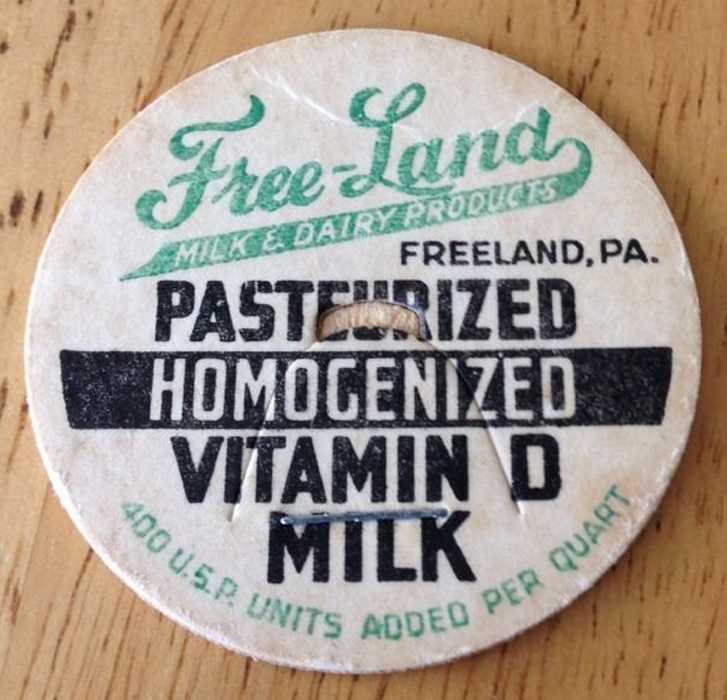 Free-Land
MILK & DAIRY PRODUCTS
FREELAND, PA.
PASTEURIZED
HOMOGENIZED
VITAMIN D
MILK
400 U.S.P. UNITS ADDED PER QUART